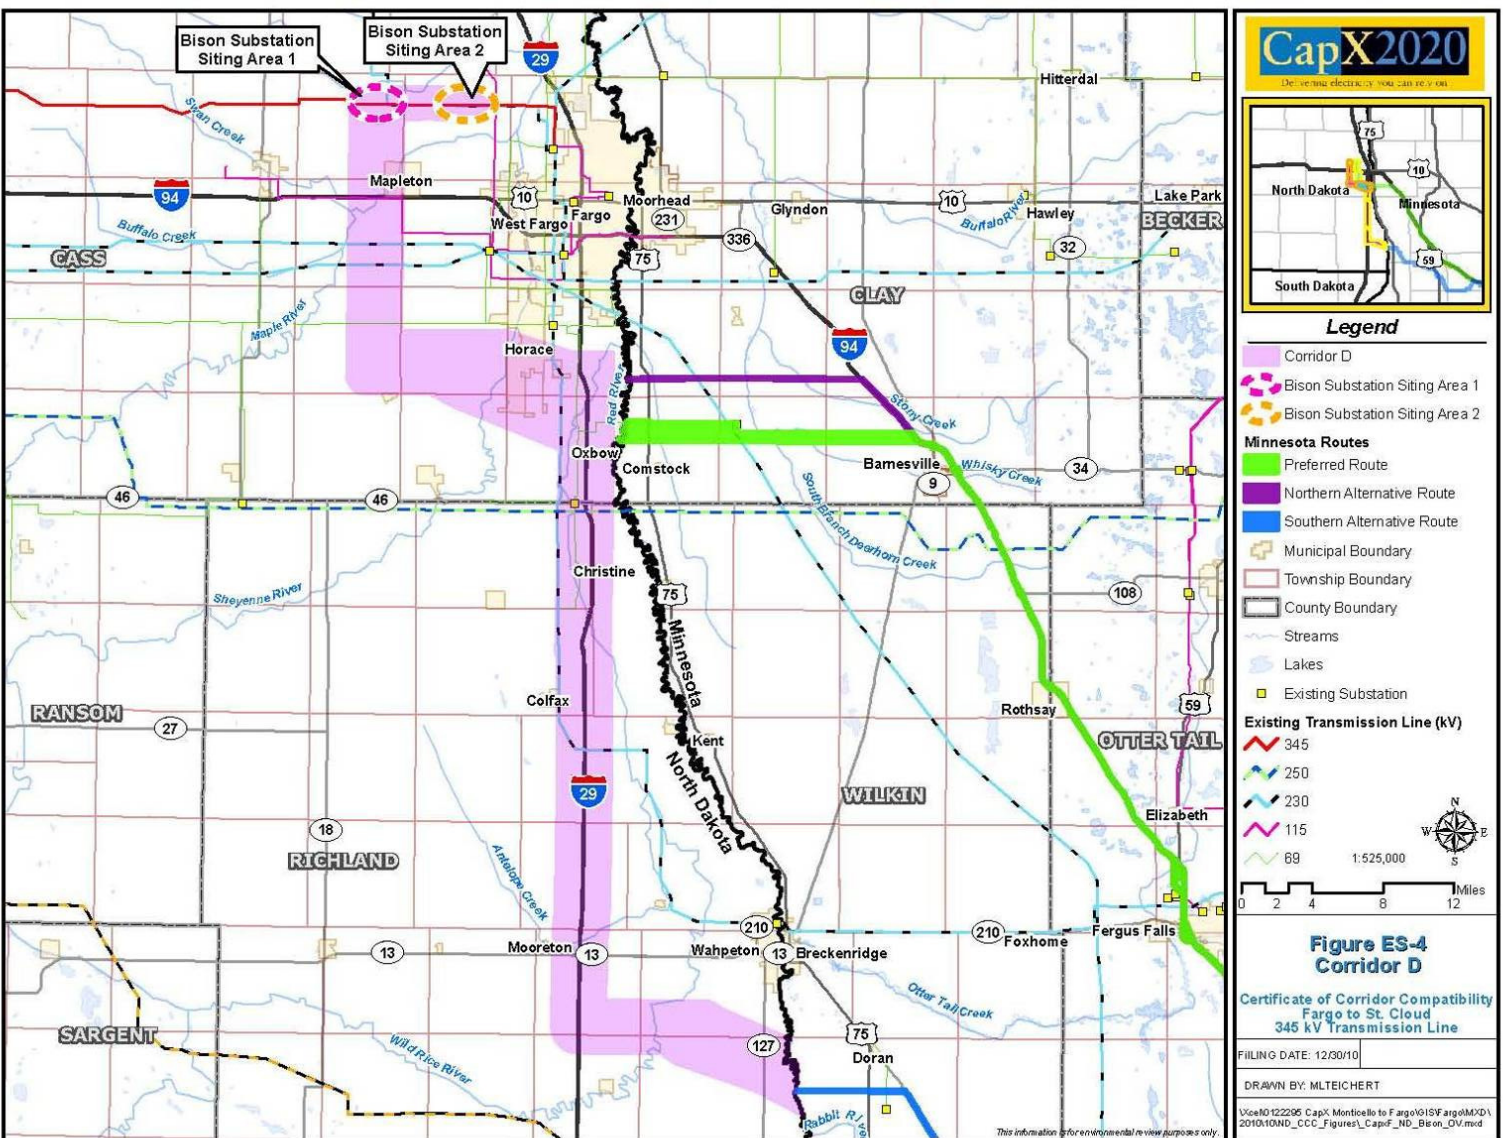 Bison Substation
Siting Area 1
Bison Substation
Siting Area 2
29
Hitterdal
Swan Creek
94
Mapleton
10
West Fargo
Fargo
Moorhead
231
Glyndon
10
Buffalo River
Hawley
Lake Park
BECKER
Buffalo Creek
CASS
336
32
75
CLAY
Maple River
Horace
94
Red River
Stony Creek
Oxbow
Comstock
Barnesville
Whisky Creek
34
9
46
46
South Branch Deerhorn Creek
Christine
75
108
Sheyenne River
Minnesota
North Dakota
Colfax
Kent
RANSOM
27
Rothsay
59
OTTER TAIL
29
WILKIN
Elizabeth
18
RICHLAND
Antelope Creek
210
210
Foxhome
Fergus Falls
13
Mooreton
13
Wahpeton
13
Breckenridge
Otter Tail Creek
SARGENT
Wild Rice River
127
75
Doran
Rabbit River
This information is for environmental review purposes only.
CapX2020
Delivering electricity you can rely on
75
10
North Dakota
Minnesota
59
South Dakota
Legend
Corridor D
Bison Substation Siting Area 1
Bison Substation Siting Area 2
Minnesota Routes
Preferred Route
Northern Alternative Route
Southern Alternative Route
Municipal Boundary
Township Boundary
County Boundary
Streams
Lakes
Existing Substation
Existing Transmission Line (kV)
345
250
230
115
69
1:525,000
N
W
E
S
Miles
0 2 4 8 12
Figure ES-4
Corridor D
Certificate of Corridor Compatibility
Fargo to St. Cloud
345 kV Transmission Line
FIILING DATE: 12/30/10
DRAWN BY: MLTEICHERT